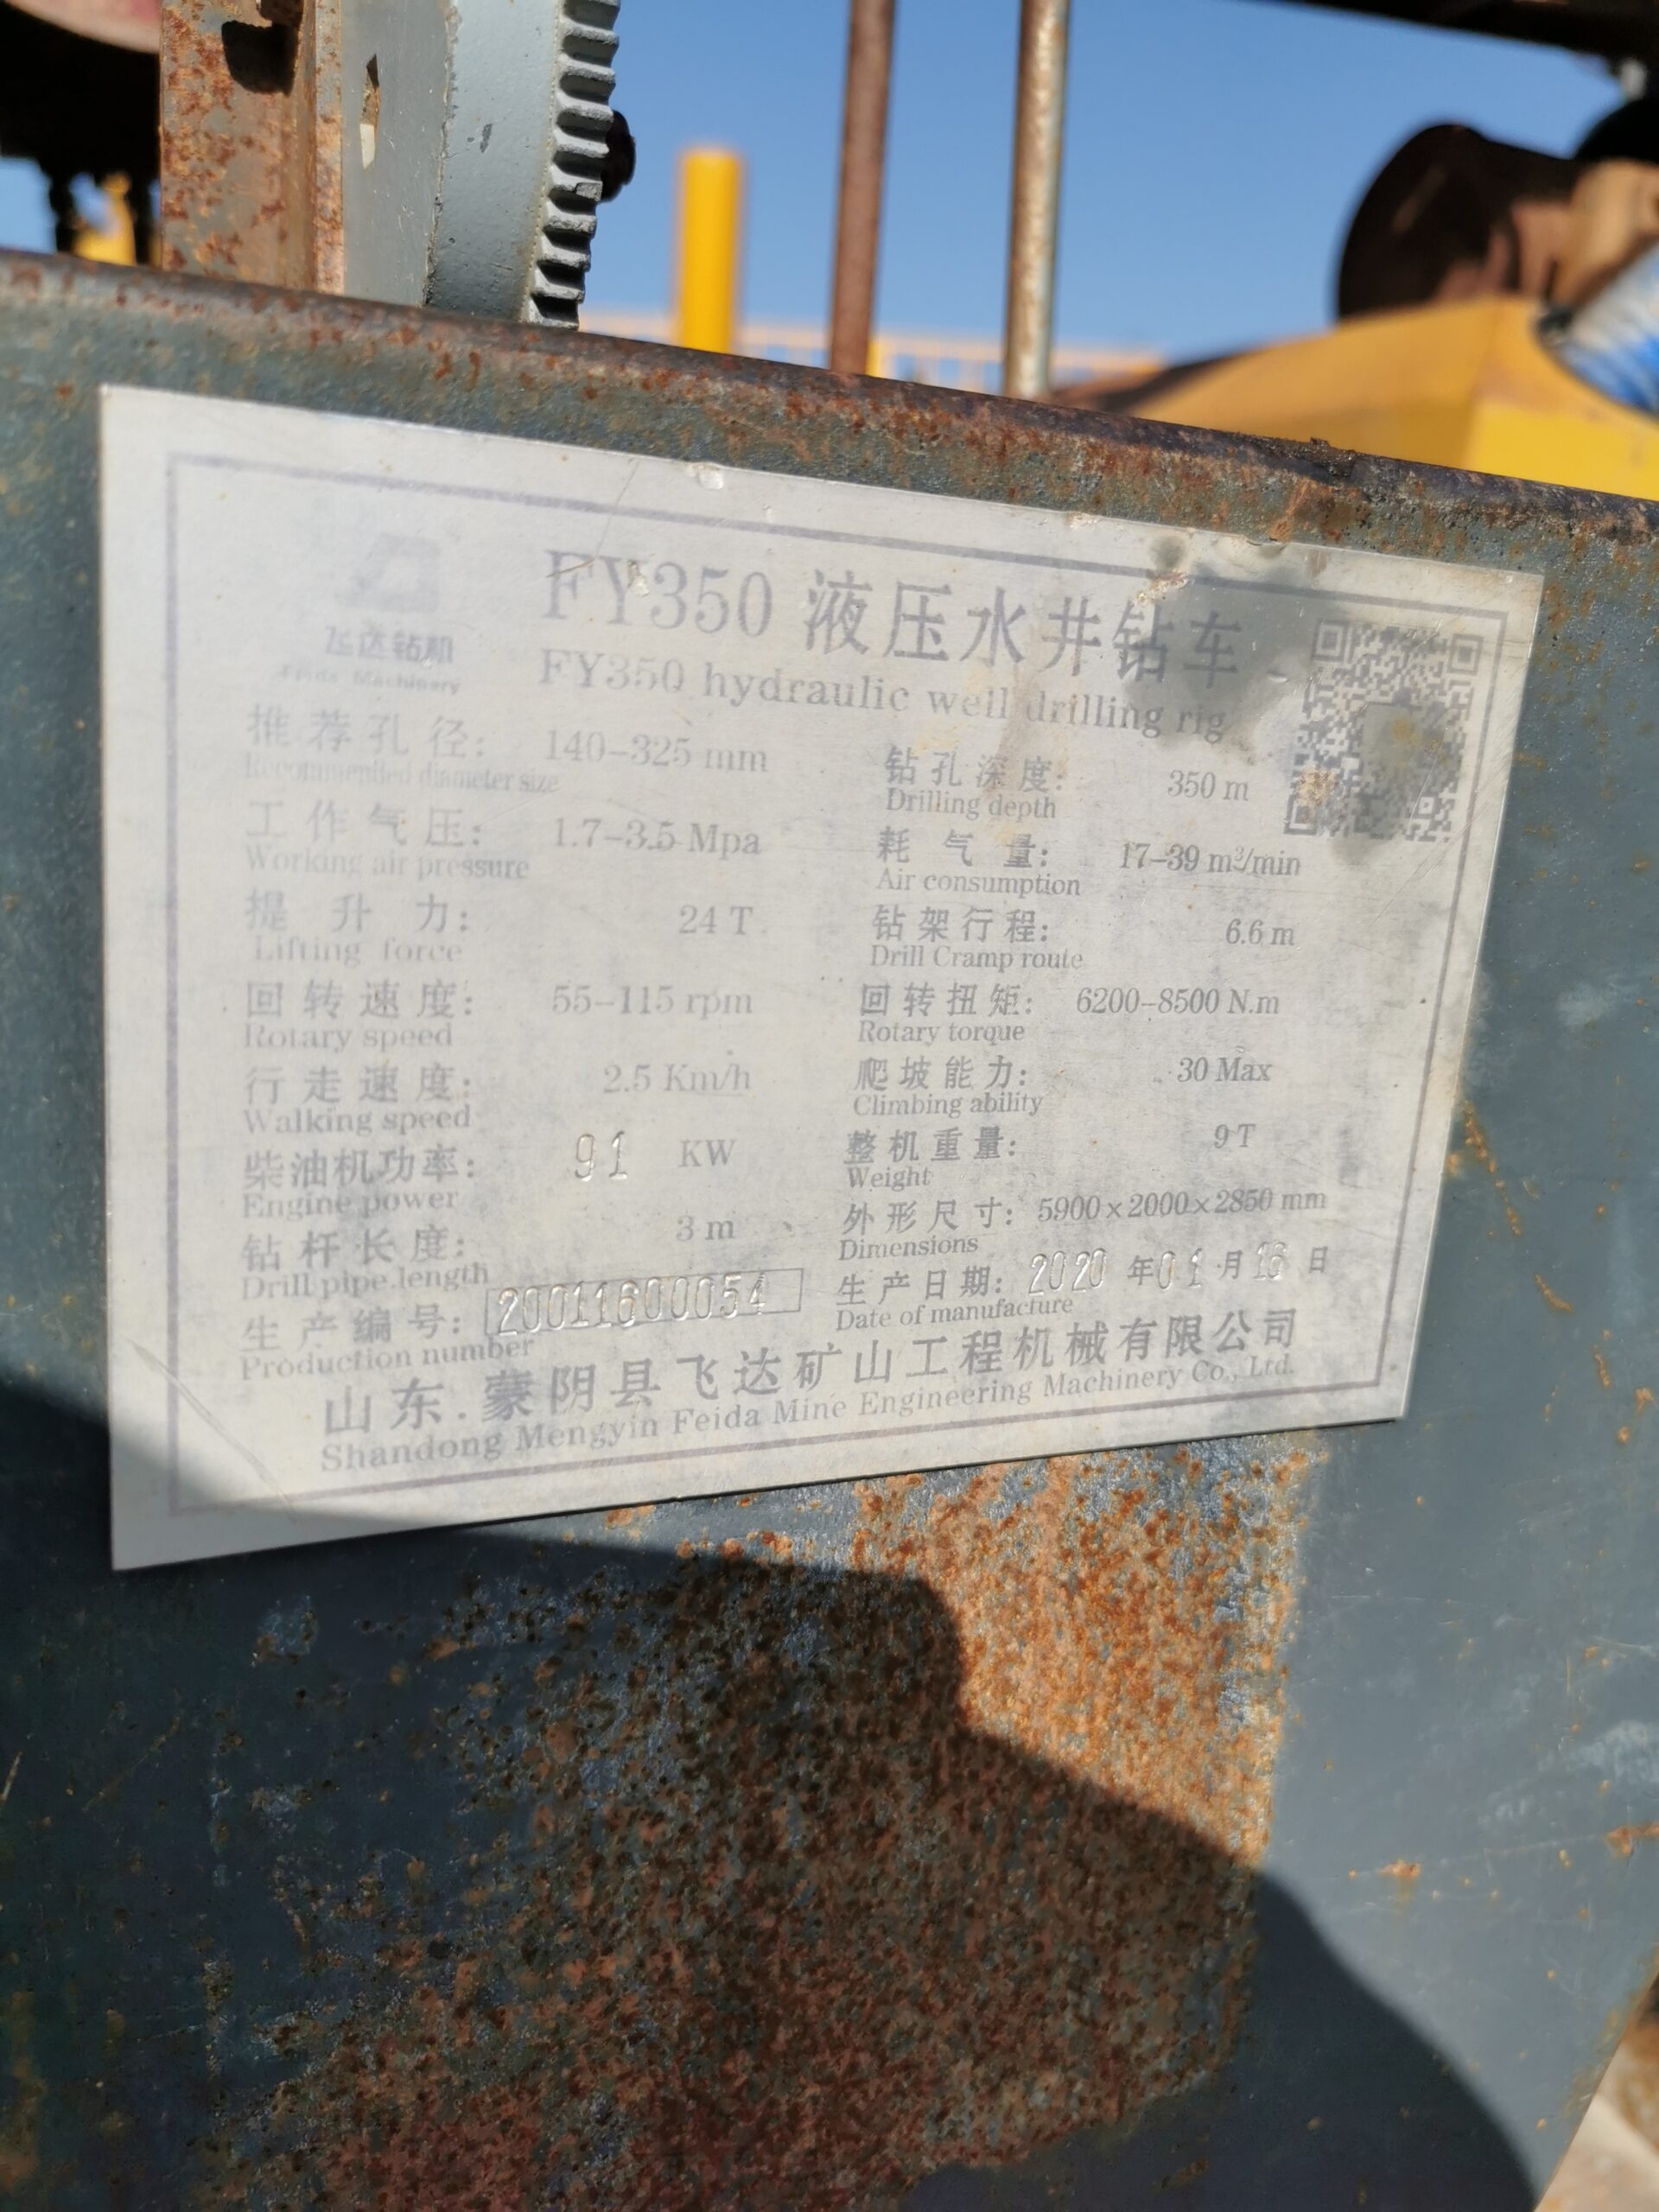 飞达钻机
Feida Machinery
FY350 液压水井钻车
FY350 hydraulic well drilling rig
推荐孔径: 140-325 mm
Recommended diameter size
钻孔深度: 350 m
Drilling depth
工作气压: 1.7-3.5 Mpa
Working air pressure
耗气量: 17-39 m³/min
Air consumption
提升力: 24 T
Lifting force
钻架行程: 6.6 m
Drill Cramp route
回转速度: 55-115 rpm
Rotary speed
回转扭矩: 6200-8500 N.m
Rotary torque
行走速度: 2.5 Km/h
Walking speed
爬坡能力: 30 Max
Climbing ability
柴油机功率: 91 KW
Engine power
整机重量: 9 T
Weight
钻杆长度: 3 m
Drill pipe length
外形尺寸: 5900×2000×2850 mm
Dimensions
生产编号: 20011600054
Production number
生产日期: 2020 年 01 月 16 日
Date of manufacture
山东.蒙阴县飞达矿山工程机械有限公司
Shandong Mengyin Feida Mine Engineering Machinery Co., Ltd.